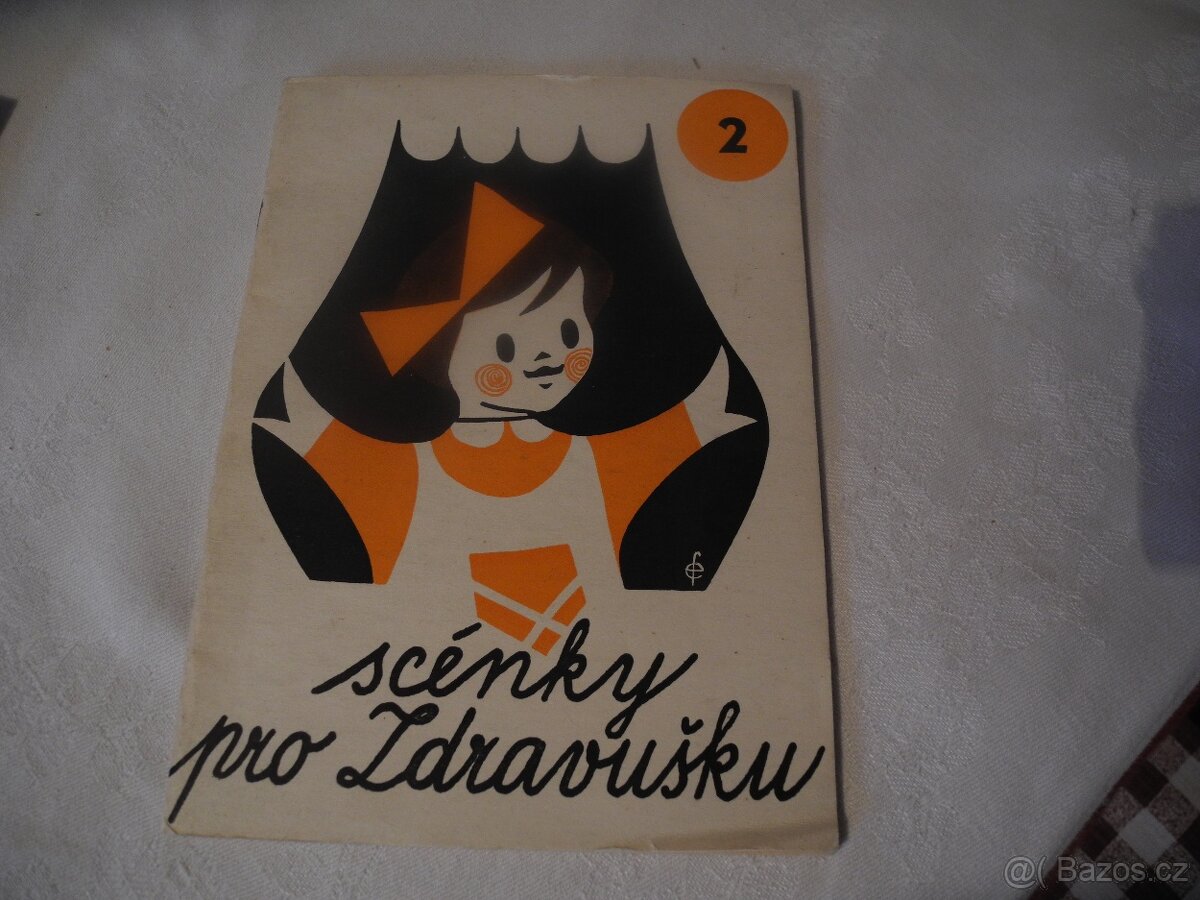 2
scénky
pro Zdravušku
@( Bazos.cz